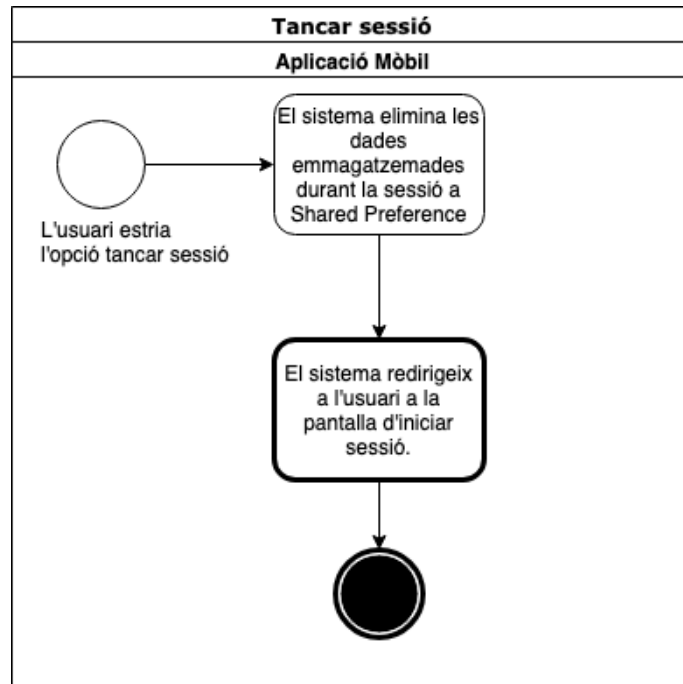 Tancar sessió
Aplicació Mòbil
El sistema elimina les
dades
emmagatzemades
durant la sessió a
Shared Preference
L'usuari estria
l'opció tancar sessió
El sistema redirigeix
a l'usuari a la
pantalla d'iniciar
sessió.